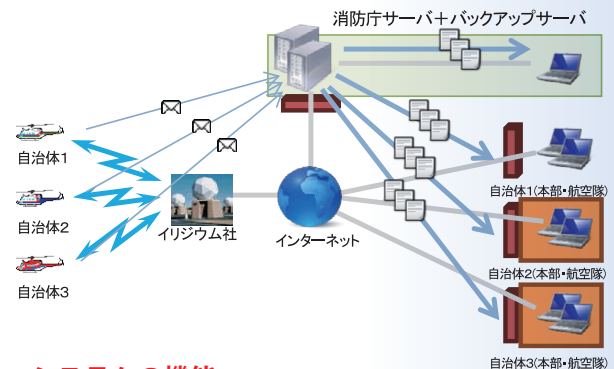 消防庁サーバ＋バックアップサーバ
自治体1
自治体2
自治体3
イリジウム社
インターネット
自治体1(本部・航空隊)
自治体2(本部・航空隊)
自治体3(本部・航空隊)